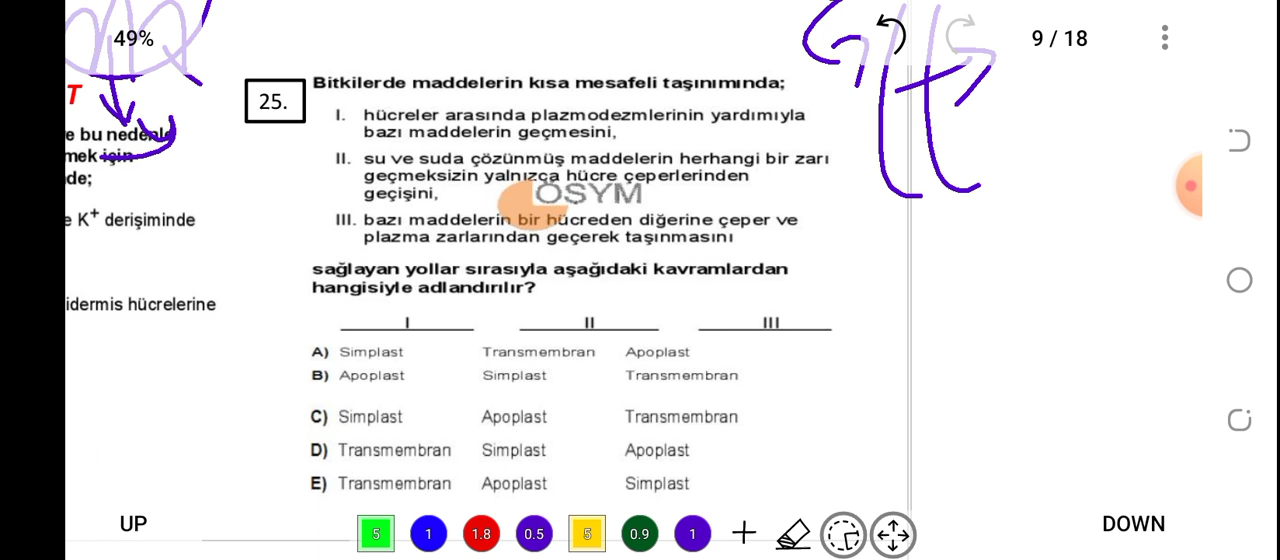 49%
9 / 18
T
25.
Bitkilerde maddelerin kısa mesafeli taşınımında;
I. hücreler arasında plazmodezmlerinin yardımıyla
bazı maddelerin geçmesini,
II. su ve suda çözünmüş maddelerin herhangi bir zarı
geçmeksizin yalnızca hücre çeperlerinden
geçişini,
ÖSYM
III. bazı maddelerin bir hücreden diğerine çeper ve
plazma zarlarından geçerek taşınmasını
sağlayan yollar sırasıyla aşağıdaki kavramlardan
hangisiyle adlandırılır?
I II III
A) Simplast Transmembran Apoplast
B) Apoplast Simplast Transmembran
C) Simplast Apoplast Transmembran
D) Transmembran Simplast Apoplast
E) Transmembran Apoplast Simplast
e bu nedenle
mek için
de;
e K⁺ derişiminde
idermis hücrelerine
UP
5 1 1.8 0.5 5 0.9 1
DOWN